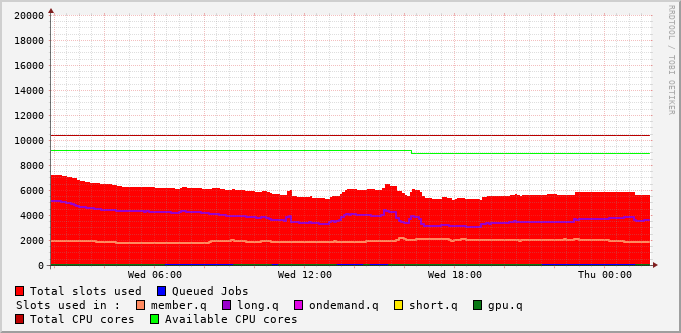 RRDTOOL / TOBI OETIKER
20000
18000
16000
14000
12000
10000
8000
6000
4000
2000
0
Wed 06:00 Wed 12:00 Wed 18:00 Thu 00:00
Total slots used Queued Jobs
Slots used in : member.q long.q ondemand.q short.q gpu.q
Total CPU cores Available CPU cores